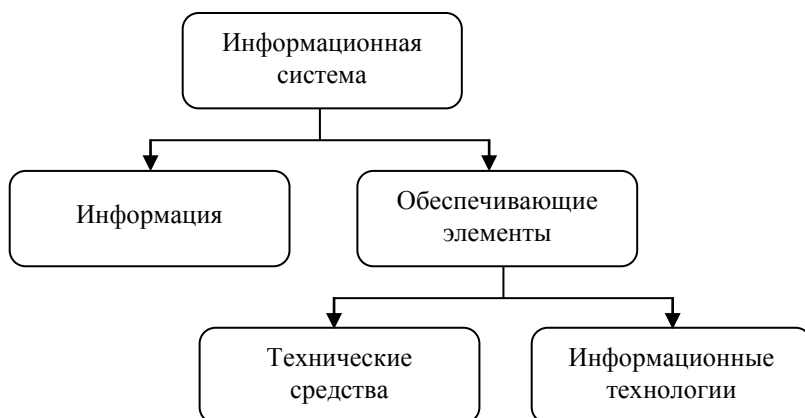 Информационная
система
Информация
Обеспечивающие
элементы
Технические
средства
Информационные
технологии